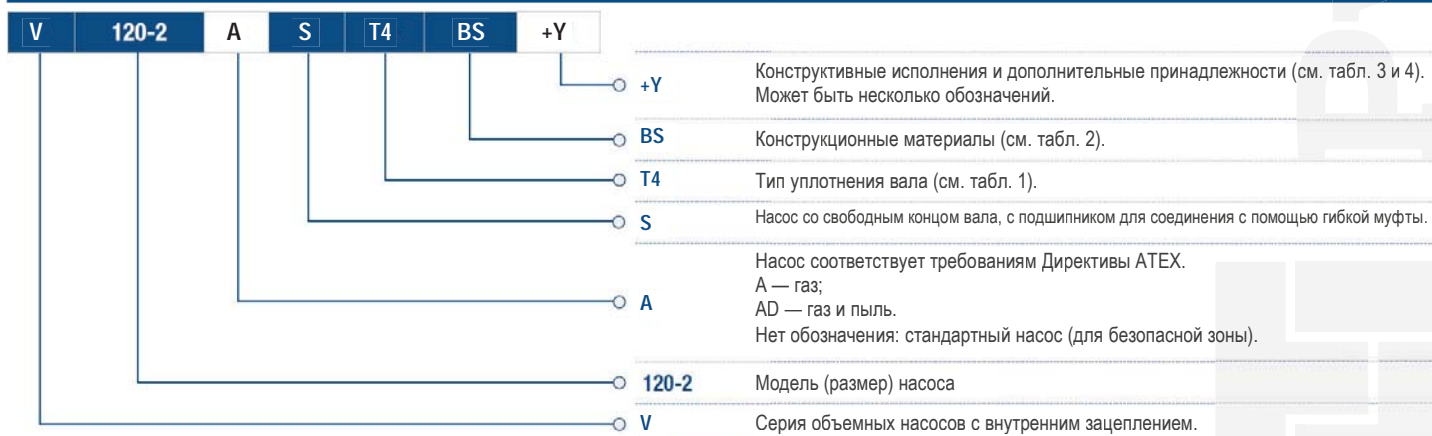 V 120-2 A S T4 BS +Y
+Y Конструктивные исполнения и дополнительные принадлежности (см. табл. 3 и 4).
Может быть несколько обозначений.
BS Конструкционные материалы (см. табл. 2).
T4 Тип уплотнения вала (см. табл. 1).
S Насос со свободным концом вала, с подшипником для соединения с помощью гибкой муфты.
Насос соответствует требованиям Директивы ATEX.
A — газ;
A AD — газ и пыль.
Нет обозначения: стандартный насос (для безопасной зоны).
120-2 Модель (размер) насоса
V Серия объемных насосов с внутренним зацеплением.